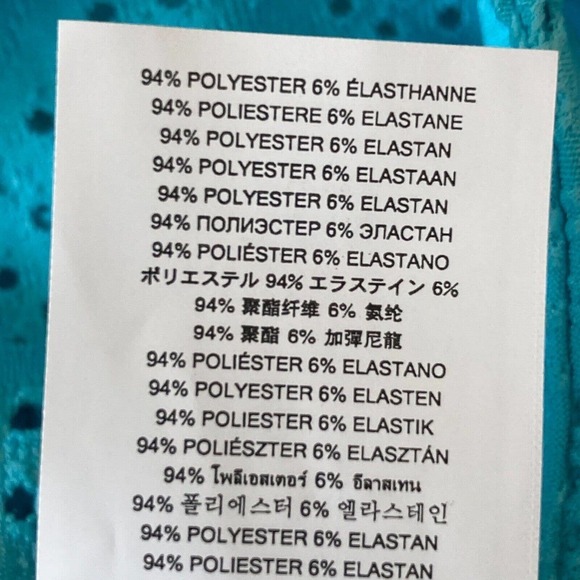 94% POLYESTER 6% ÉLASTHANNE
94% POLIESTERE 6% ELASTANE
94% POLYESTER 6% ELASTAN
94% POLYESTER 6% ELASTAAN
94% POLYESTER 6% ELASTAN
94% ПОЛИЭСТЕР 6% ЭЛАСТАН
94% POLIÉSTER 6% ELASTANO
ポリエステル 94% エラステイン 6%
94% 聚酯纤维 6% 氨纶
94% 聚酯 6% 加彈尼龍
94% POLIÉSTER 6% ELASTANO
94% POLYESTER 6% ELASTEN
94% POLIESTER 6% ELASTIK
94% POLIÉSZTER 6% ELASZTÁN
94% โพลีเอสเตอร์ 6% อีลาสเทน
94% 폴리에스터 6% 엘라스테인
94% POLYESTER 6% ELASTAN
94% POLIESTER 6% ELASTAN